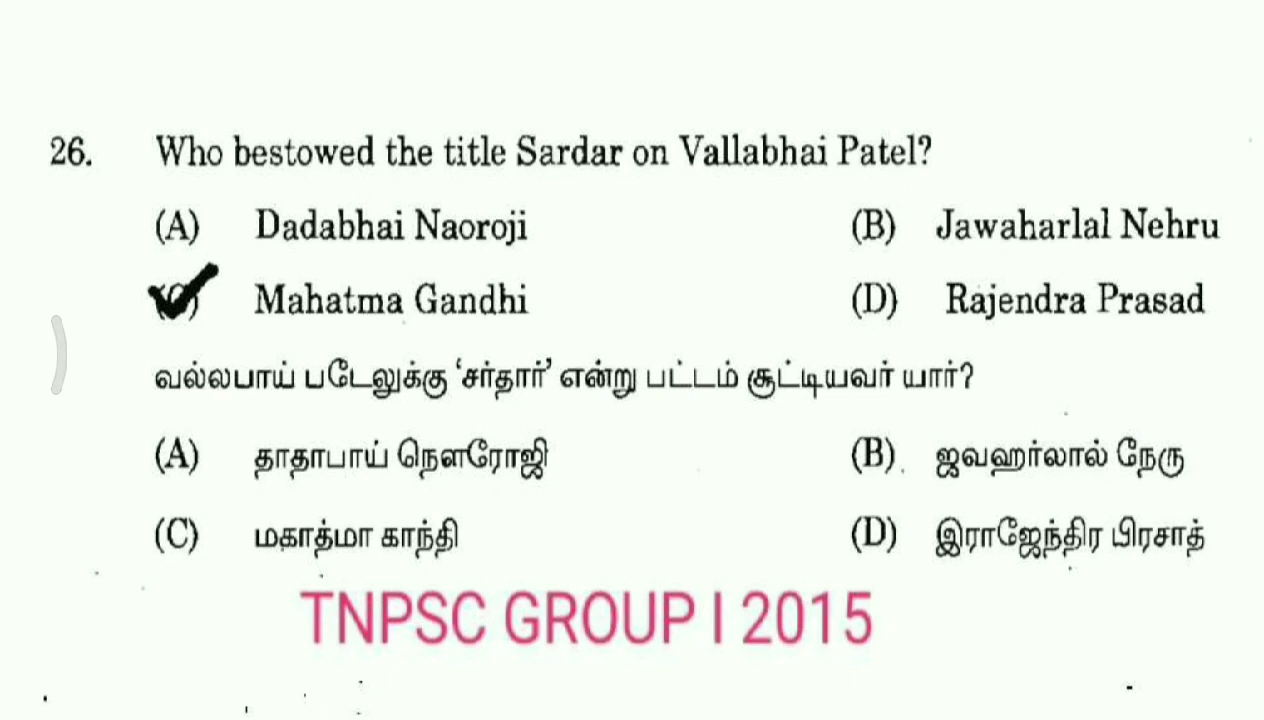 26. Who bestowed the title Sardar on Vallabhai Patel?
(A) Dadabhai Naoroji (B) Jawaharlal Nehru
(C) Mahatma Gandhi (D) Rajendra Prasad
வல்லபாய் படேலுக்கு ‘சர்தார்’ என்று பட்டம் சூட்டியவர் யார்?
(A) தாதாபாய் நௌரோஜி (B) ஜவஹர்லால் நேரு
(C) மகாத்மா காந்தி (D) இராஜேந்திர பிரசாத்
TNPSC GROUP I 2015